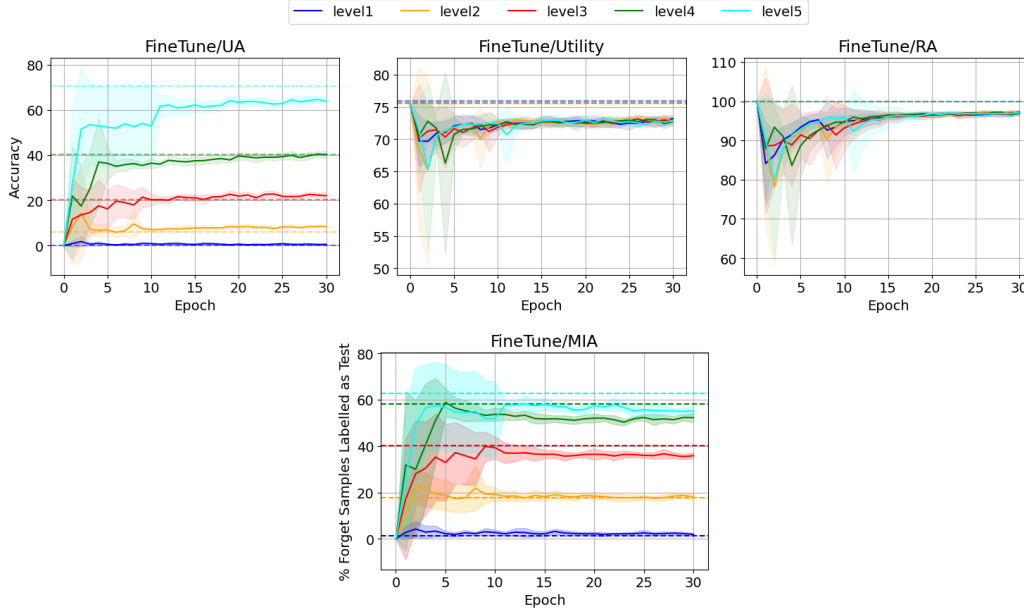 level1 level2 level3 level4 level5
FineTune/UA
Accuracy
80
60
40
20
0
0 5 10 15 20 25 30
Epoch
FineTune/Utility
80
75
70
65
60
55
50
0 5 10 15 20 25 30
Epoch
FineTune/RA
110
100
90
80
70
60
0 5 10 15 20 25 30
Epoch
FineTune/MIA
% Forget Samples Labelled as Test
80
60
40
20
0
0 5 10 15 20 25 30
Epoch